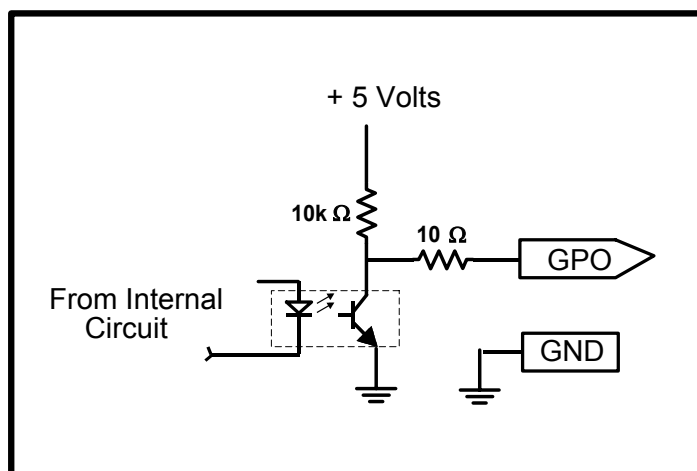 + 5 Volts
10k Ω
10 Ω
GPO
From Internal
Circuit
GND